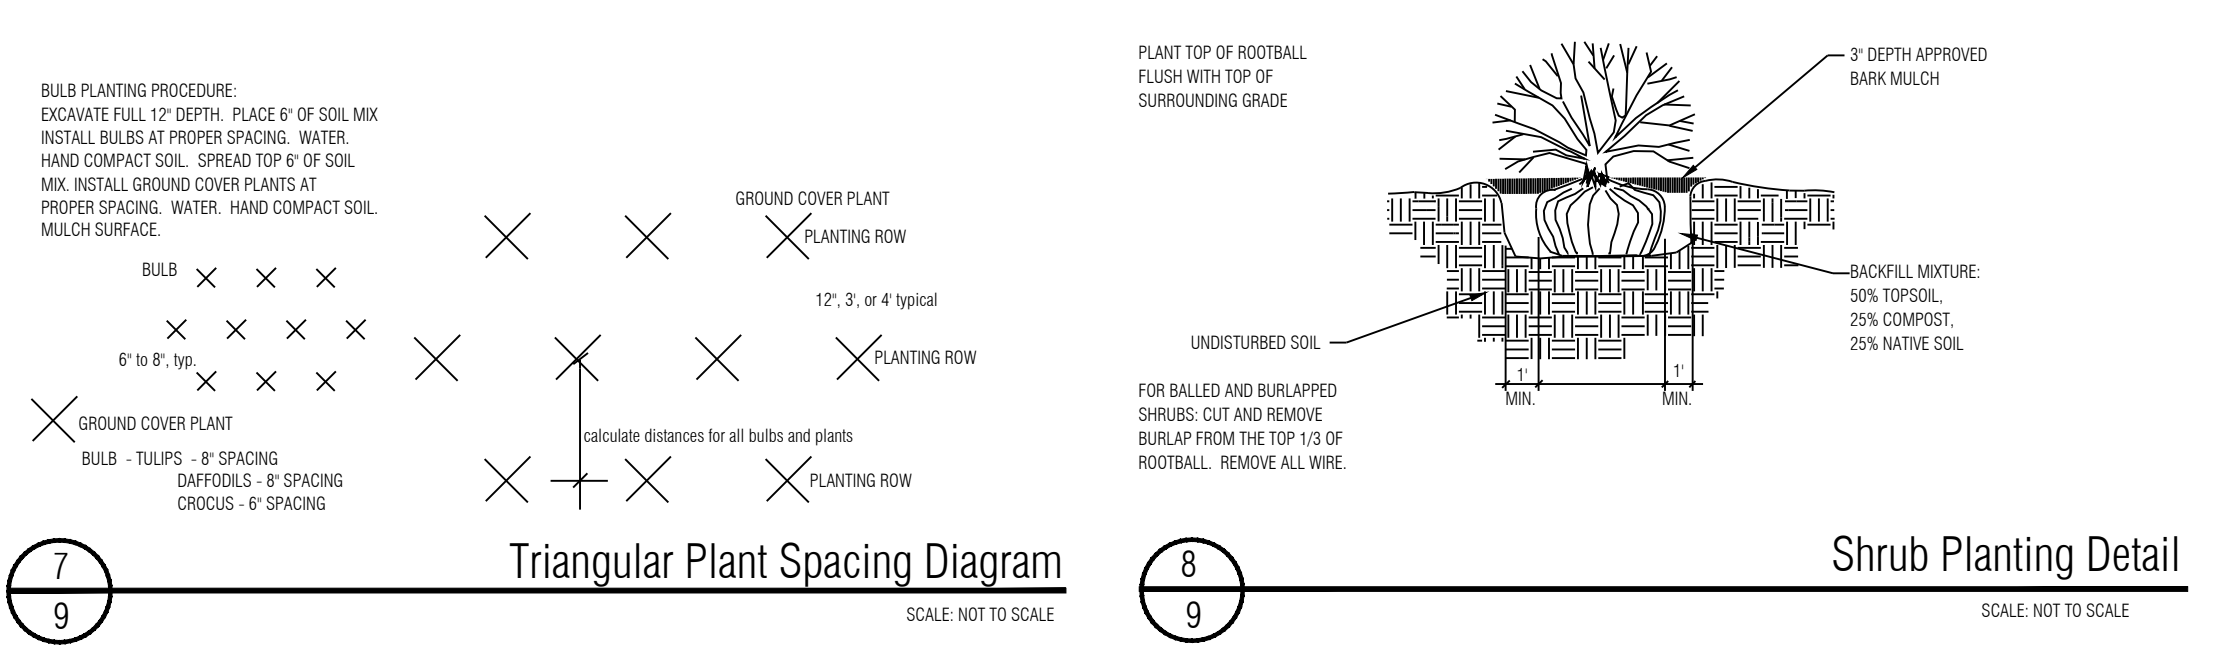 BULB PLANTING PROCEDURE:
EXCAVATE FULL 12" DEPTH.  PLACE 6" OF SOIL MIX
INSTALL BULBS AT PROPER SPACING.  WATER.
HAND COMPACT SOIL.  SPREAD TOP 6" OF SOIL
MIX. INSTALL GROUND COVER PLANTS AT
PROPER SPACING.  WATER.  HAND COMPACT SOIL.
MULCH SURFACE.
GROUND COVER PLANT
PLANTING ROW
BULB
12", 3', or 4' typical
6" to 8", typ.
PLANTING ROW
GROUND COVER PLANT
calculate distances for all bulbs and plants
BULB  - TULIPS  - 8" SPACING
DAFFODILS - 8" SPACING
CROCUS - 6" SPACING
PLANTING ROW
7
9
Triangular Plant Spacing Diagram
SCALE: NOT TO SCALE
PLANT TOP OF ROOTBALL
FLUSH WITH TOP OF
SURROUNDING GRADE
3" DEPTH APPROVED
BARK MULCH
BACKFILL MIXTURE:
50% TOPSOIL,
25% COMPOST,
25% NATIVE SOIL
UNDISTURBED SOIL
1'
MIN.
1'
MIN.
FOR BALLED AND BURLAPPED
SHRUBS: CUT AND REMOVE
BURLAP FROM THE TOP 1/3 OF
ROOTBALL.  REMOVE ALL WIRE.
8
9
Shrub Planting Detail
SCALE: NOT TO SCALE